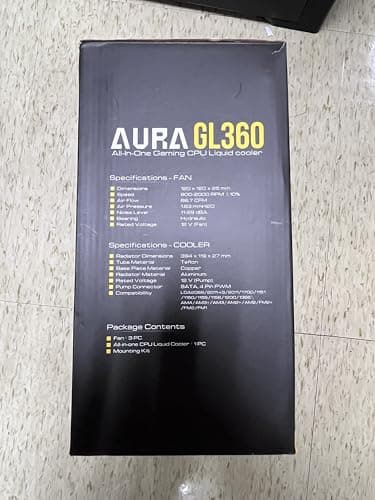 AURA GL360
All-In-One Gaming CPU Liquid cooler
Specifications - FAN
Dimensions 120 x 120 x 25 mm
Speed 800-2000 RPM ± 10%
Air Flow CFM
Air Pressure mmH2O
Noise Level dBA
Bearing Hydraulic
Rated Voltage 12 V (Fan)
Specifications - COOLER
Radiator Dimensions 394 x 119 x 27 mm
Tube Material Teflon
Base Plate Material Copper
Radiator Material Aluminum
Rated Voltage 12 V (Pump)
Pump Connector SATA, 4 Pin PWM
Compatibility
Package Contents
Fan - 3 PC
All-in-one CPU Liquid Cooler - 1 PC
Mounting Kit